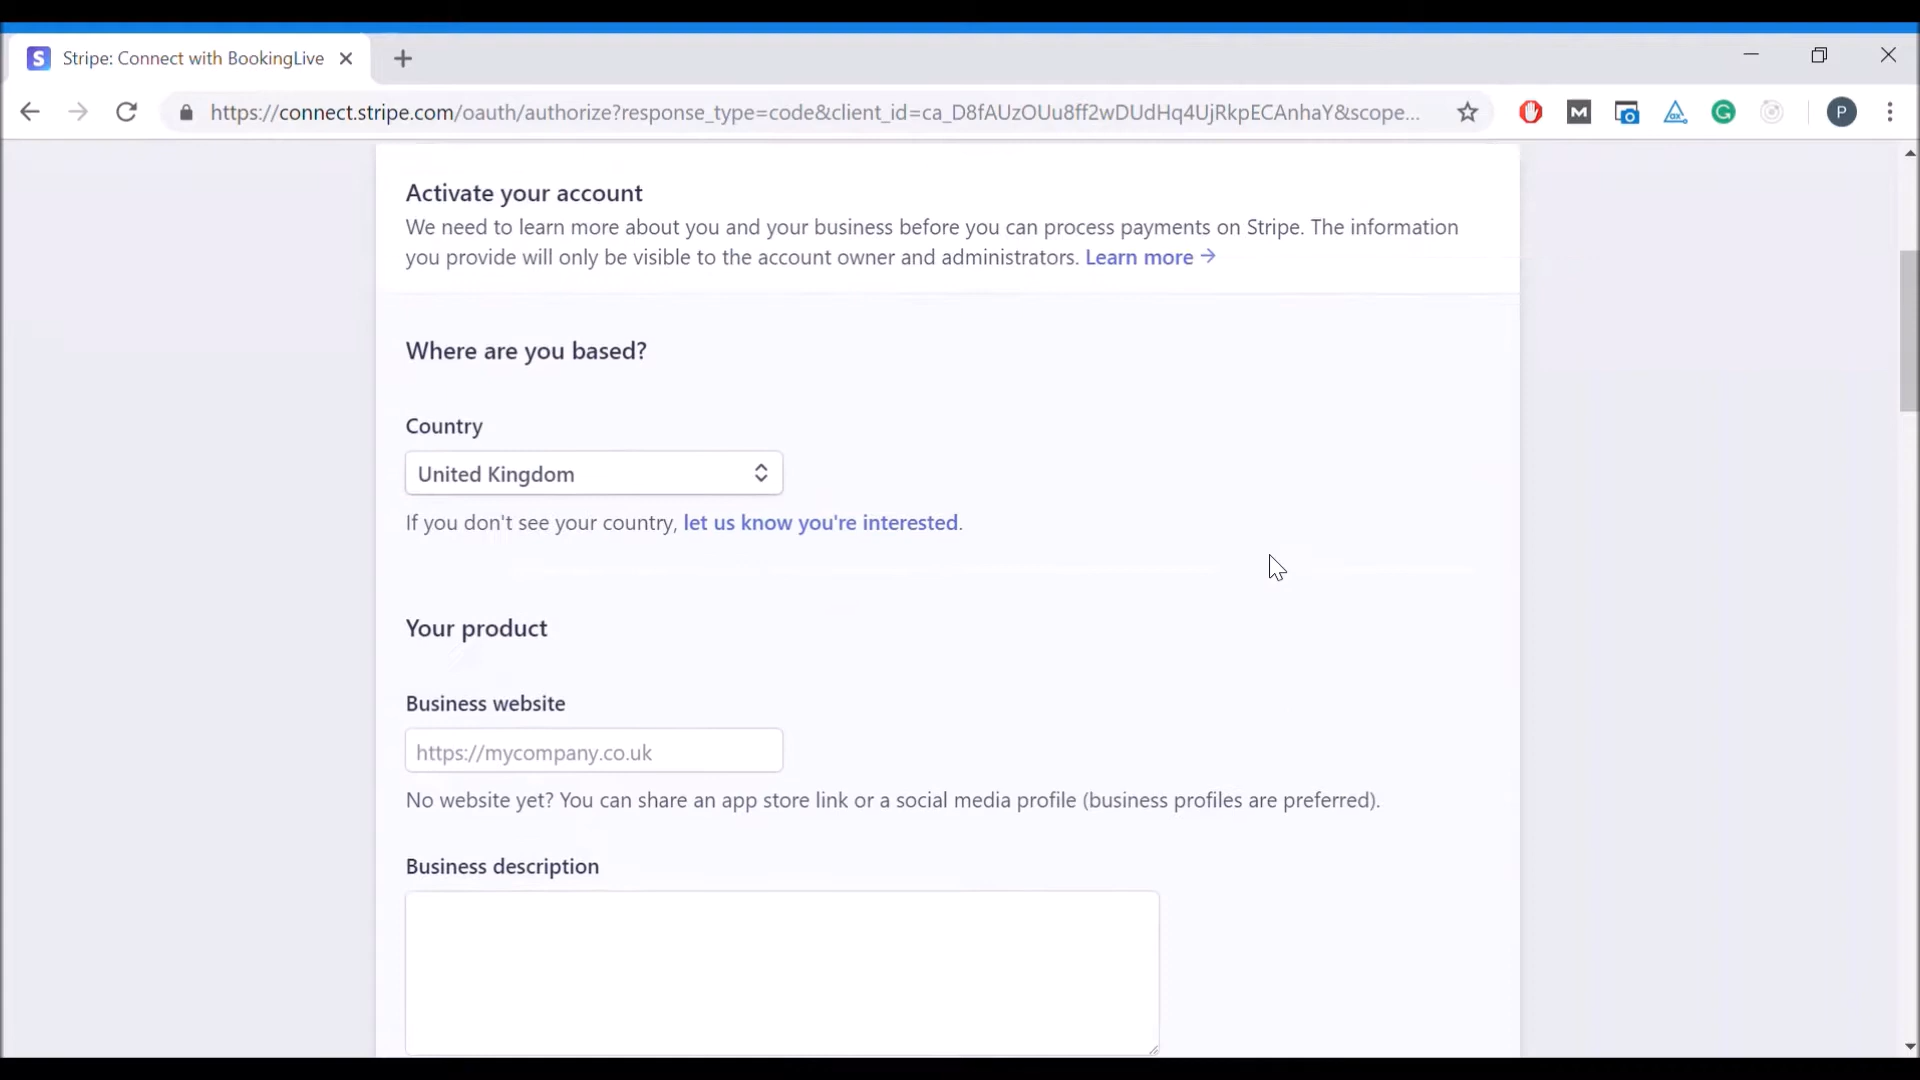 Stripe: Connect with BookingLive
https://connect.stripe.com/oauth/authorize?response_type=code&client_id=ca_D8fAUzOUu8ff2wDUdHq4UjRkpECAnhaY&scope...
P
Activate your account
We need to learn more about you and your business before you can process payments on Stripe. The information
you provide will only be visible to the account owner and administrators. Learn more →
Where are you based?
Country
United Kingdom
If you don't see your country, let us know you're interested.
Your product
Business website
https://mycompany.co.uk
No website yet? You can share an app store link or a social media profile (business profiles are preferred).
Business description